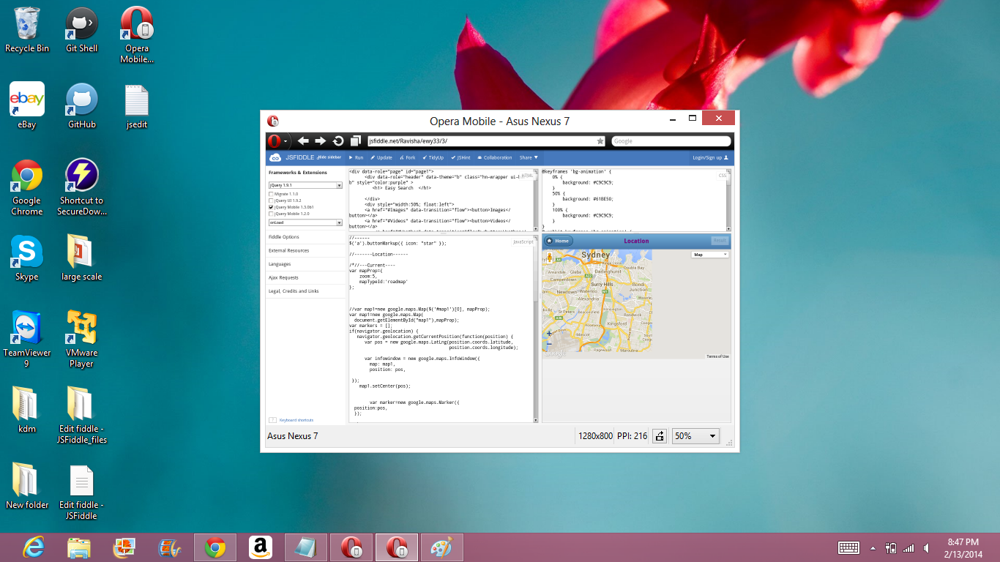 Recycle Bin
Git Shell
Opera
Mobile...
ebay
eBay
GitHub
jsedit
Google
Chrome
Shortcut to
SecureDow...
Skype
large scale
TeamViewer
9
VMware
Player
kdm
Edit fiddle -
JSFiddle_files
New folder
Edit fiddle -
JSFiddle
Opera Mobile - Asus Nexus 7
jsfiddle.net/Ravisha/ewy33/3/
Google
JSFIDDLE Hide sidebar
Run
Update
Fork
TidyUp
JSHint
Collaboration
Share
Login/Sign up
Frameworks & Extensions
jQuery 1.9.1
Migrate 1.1.0
jQuery UI 1.9.2
jQuery Mobile 1.3.0b1
jQuery Mobile 1.2.0
onLoad
Fiddle Options
External Resources
Languages
Ajax Requests
Legal, Credits and Links
Keyboard shortcuts
HTML
<div data-role="page" id="page1">
<div data-role="header" data-theme="b" class="hn-wrapper ui-
b" style="color:purple" >
<h1> Easy Search </h1>
</div>
<div style="width:50%; float:left">
<a href="#Images" data-transition="flow"><button>Images</
button></a>
<a href="#Videos" data-transition="flow"><button>Videos</
button></a>
CSS
@keyframes 'bg-animation' {
0% {
background: #C9C9C9;
}
50% {
background: #61BE50;
}
100% {
background: #C9C9C9;
}
}
JavaScript
//------
$('a').buttonMarkup({ icon: "star" });
//-------Location------
/*//---Current----
var mapProp={
zoom:5,
mapTypeId:'roadmap'
};
//var map1=new google.maps.Map($('#map1')[0], mapProp);
var map1=new google.maps.Map(
document.getElementById("map1"),mapProp);
var markers = [];
if(navigator.geolocation) {
navigator.geolocation.getCurrentPosition(function(position) {
var pos = new google.maps.LatLng(position.coords.latitude,
position.coords.longitude);
var infowindow = new google.maps.InfoWindow({
map: map1,
position: pos,
});
map1.setCenter(pos);
var marker=new google.maps.Marker({
position:pos,
});
Home
Location
Result
Map
Sydney
Annandale
Glebe
Darlinghurst
Double Bay
Camperdown
Surry Hills
Bondi
Junction
Newtown
Waterloo
Alexandria
St Peters
Beaconsfield
Randwick
Kingsford
Rosebery
Mascot
Pagewood
Maroubra
Google
Terms of Use
Asus Nexus 7
1280x800
PPI: 216
50%
8:47 PM
2/13/2014